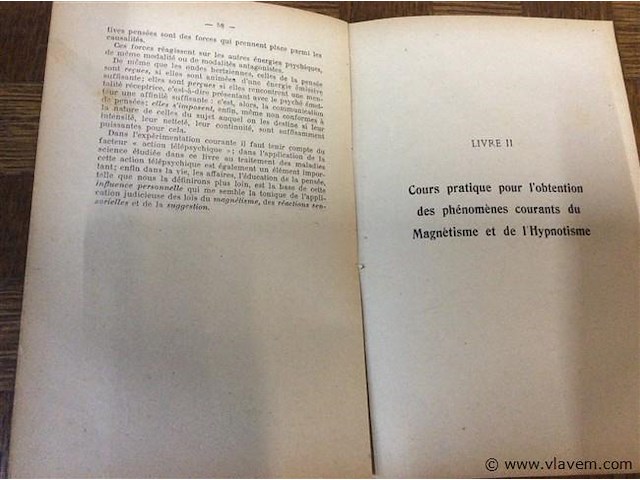 — 58 —
tives pensées sont des forces qui prennent place parmi les
causalités.
Ces forces réagissent sur les autres énergies psychiques,
de même modalité ou de modalités antagonistes.
De même que les ondes hertziennes, celles de la pensée
sont reçues, si elles sont animées d'une énergie émissive
suffisante; elles sont perçues si elles rencontrent une men-
talité réceptrice, c'est-à-dire présentant avec le psyché émet-
teur une affinité suffisante : c'est, alors, la communication
de pensées; elles s'imposent, enfin, même non conformes à
la nature de celles du sujet auquel on les destine si leur
intensité, leur netteté, leur continuité, sont suffisamment
puissantes pour cela.
Dans l'expérimentation courante il faut tenir compte du
facteur « action télépsychique »; dans l'application de la
science étudiée dans ce livre au traitement des maladies
cette action télépsychique est également un élément impor-
tant; enfin dans la vie, les affaires, l'éducation de la pensée,
telle que nous la définirons plus loin, est la base de cette
influence personnelle qui me semble la tonique de l'appli-
cation judicieuse des lois du magnétisme, des réactions sen-
sorielles et de la suggestion.
LIVRE II
Cours pratique pour l'obtention
des phénomènes courants du
Magnétisme et de l'Hypnotisme
© www.vlavem.com